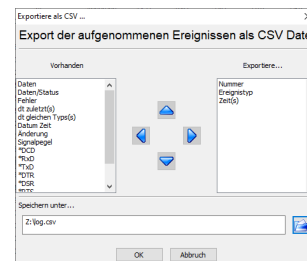 Exportiere als CSV ...
Export der aufgenommenen Ereignissen als CSV Date
Vorhanden
Daten
Daten/Status
Fehler
dt zuletzt(s)
dt gleichen Typs(s)
Datum Zeit
Änderung
Signalpegel
*DCD
*RxD
*TxD
*DTR
*DSR
*RTS
Exportiere...
Nummer
Ereignistyp
Zeit(s)
Speichern unter...
Z:\log.csv
OK
Abbruch